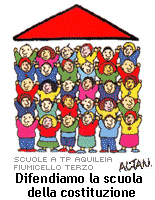 SCUOLE A TP AQUILEIA
FIUMICELLO TERZO
ALTAN.
Difendiamo la scuola
della costituzione